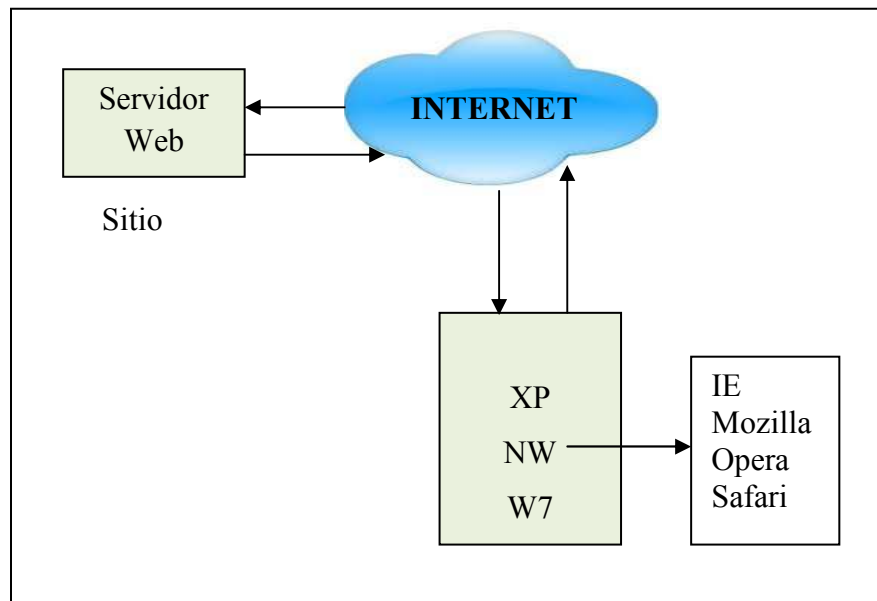 Servidor
Web
INTERNET
Sitio
XP
NW
W7
IE
Mozilla
Opera
Safari